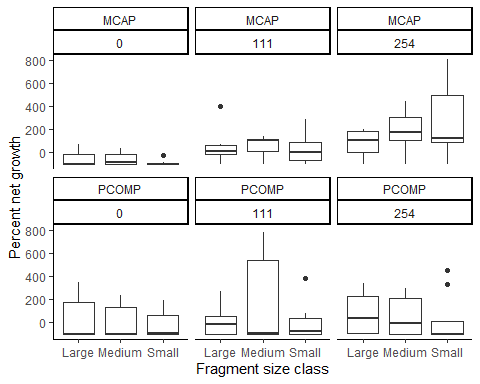 MCAP MCAP MCAP
0 111 254
800
600
400
200
0
PCOMP PCOMP PCOMP
0 111 254
800
600
400
200
0
Percent net growth
Large Medium Small Large Medium Small Large Medium Small
Fragment size class